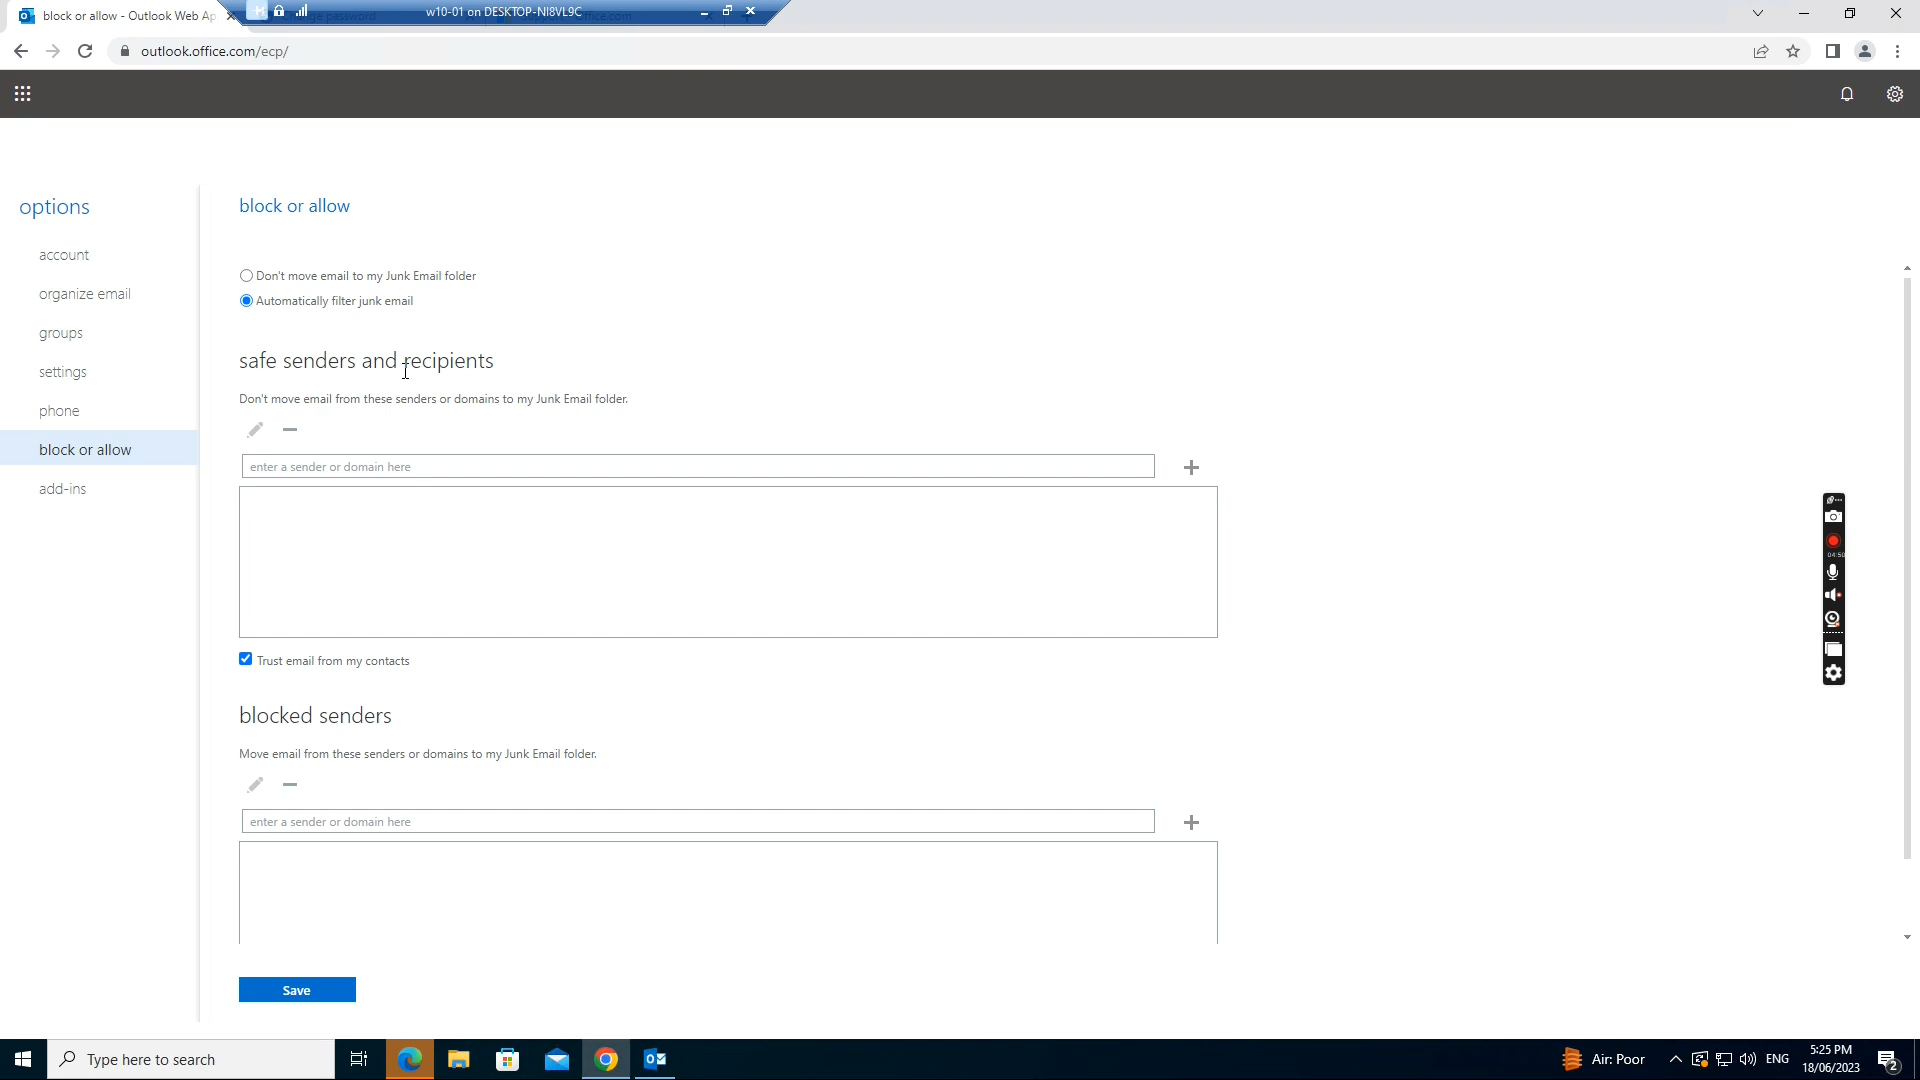 block or allow - Outlook Web Ap
w10-01 on DESKTOP-NI8VL9C
outlook.office.com/ecp/
options
account
organize email
groups
settings
phone
block or allow
add-ins
block or allow
Don't move email to my Junk Email folder
Automatically filter junk email
safe senders and recipients
Don't move email from these senders or domains to my Junk Email folder.
enter a sender or domain here
Trust email from my contacts
blocked senders
Move email from these senders or domains to my Junk Email folder.
enter a sender or domain here
Save
04:50
Type here to search
Air: Poor
ENG
5:25 PM
18/06/2023
2